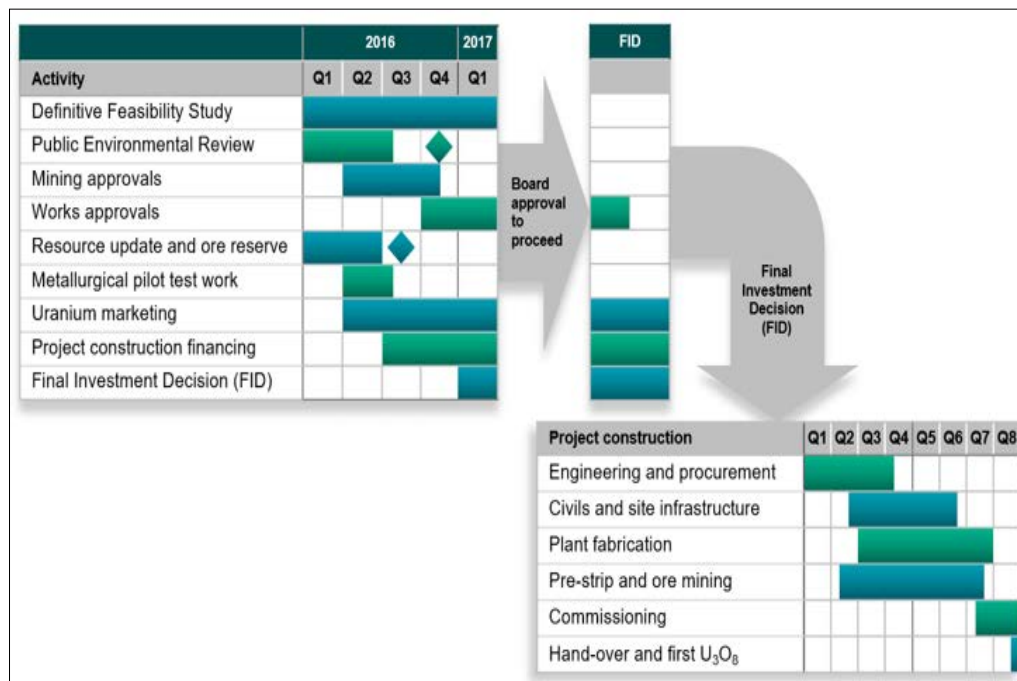 2016 2017
Activity Q1 Q2 Q3 Q4 Q1
Definitive Feasibility Study
Public Environmental Review
Mining approvals
Works approvals
Resource update and ore reserve
Metallurgical pilot test work
Uranium marketing
Project construction financing
Final Investment Decision (FID)
Board
approval
to
proceed
FID
Final
Investment
Decision
(FID)
Project construction Q1 Q2 Q3 Q4 Q5 Q6 Q7 Q8
Engineering and procurement
Civils and site infrastructure
Plant fabrication
Pre-strip and ore mining
Commissioning
Hand-over and first U₃O₈